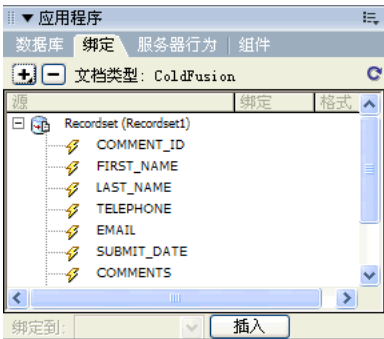 应用程序
数据库 绑定 服务器行为 组件
文档类型: ColdFusion
源 绑定 格式
Recordset (Recordset1)
COMMENT_ID
FIRST_NAME
LAST_NAME
TELEPHONE
EMAIL
SUBMIT_DATE
COMMENTS
绑定到: 插入